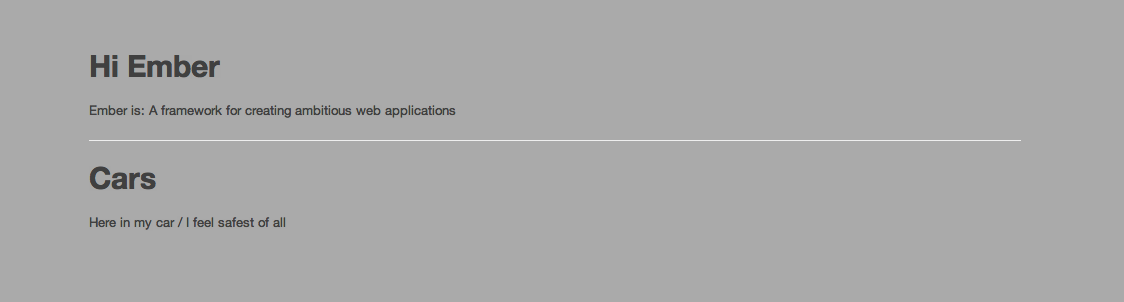 Hi Ember
Ember is: A framework for creating ambitious web applications
Cars
Here in my car / I feel safest of all